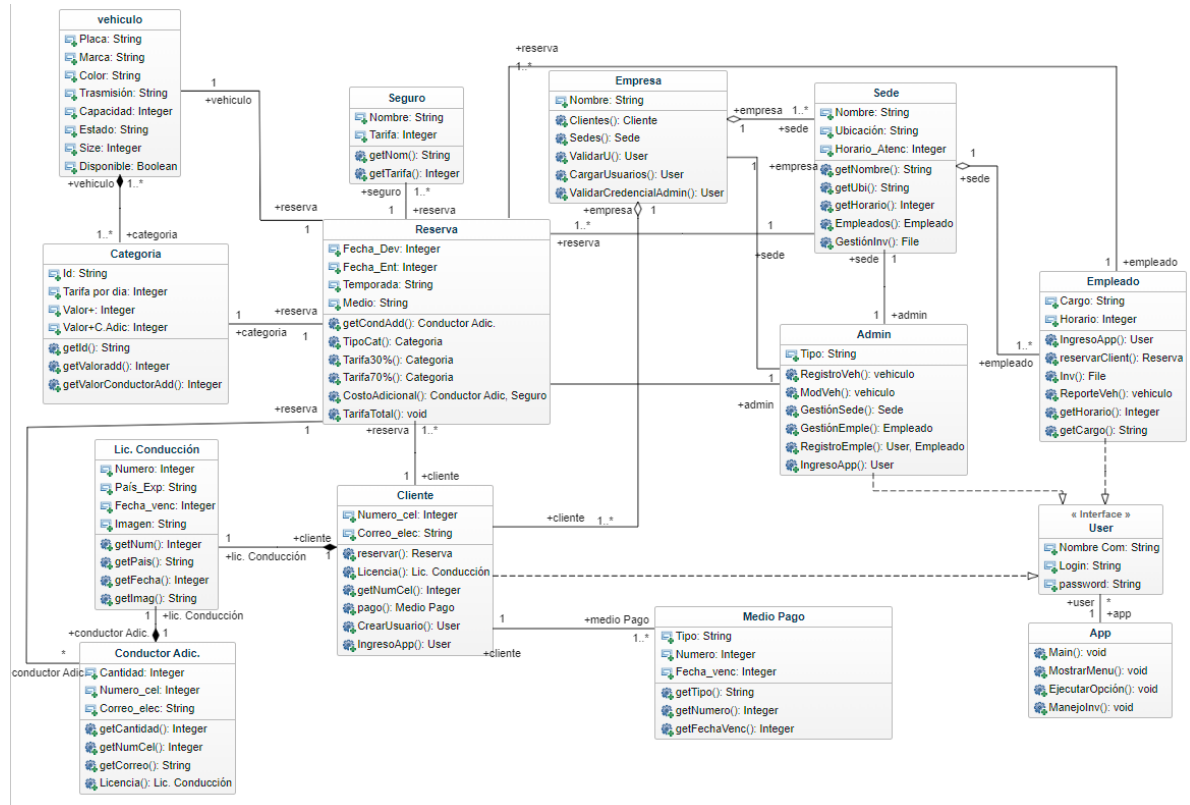 vehiculo
Placa: String
Marca: String
Color: String
Trasmisión: String
Capacidad: Integer
Estado: String
Size: Integer
Disponible: Boolean
+vehiculo
1..*
1
+vehiculo
1..*
+categoria
Categoria
Id: String
Tarifa por dia: Integer
Valor+: Integer
Valor+C.Adic: Integer
getId(): String
getValoradd(): Integer
getValorConductorAdd(): Integer
1
+categoria
+reserva
1
+reserva
1
Seguro
Nombre: String
Tarifa: Integer
getNom(): String
getTarifa(): Integer
+seguro
1..*
1
+reserva
Reserva
Fecha_Dev: Integer
Fecha_Ent: Integer
Temporada: String
Medio: String
getCondAdd(): Conductor Adic.
TipoCat(): Categoria
Tarifa30%(): Categoria
Tarifa70%(): Categoria
CostoAdicional(): Conductor Adic, Seguro
TarifaTotal(): void
+reserva
1
+reserva
1..*
1..*
+reserva
+reserva
1..*
Empresa
Nombre: String
Clientes(): Cliente
Sedes(): Sede
ValidarU(): User
CargarUsuarios(): User
ValidarCredencialAdmin(): User
+empresa
1
+empresa
1..*
1
+sede
1
+empresa
+sede
Sede
Nombre: String
Ubicación: String
Horario_Atenc: Integer
getNombre(): String
getUbi(): String
getHorario(): Integer
Empleados(): Empleado
GestiónInv(): File
1
+sede
+sede
1
1
+admin
Admin
Tipo: String
RegistroVeh(): vehiculo
ModVeh(): vehiculo
GestiónSede(): Sede
GestiónEmple(): Empleado
RegistroEmple(): User, Empleado
IngresoApp(): User
1
+admin
1
+empleado
Empleado
Cargo: String
Horario: Integer
IngresoApp(): User
reservarClient(): Reserva
Inv(): File
ReporteVeh(): vehiculo
getHorario(): Integer
getCargo(): String
1..*
+empleado
Lic. Conducción
Numero: Integer
País_Exp: String
Fecha_venc: Integer
Imagen: String
getNum(): Integer
getPais(): String
getFecha(): Integer
getImag(): String
1
+lic. Conducción
+cliente
1
1
+lic. Conducción
+conductor Adic.
1
Conductor Adic.
Cantidad: Integer
Numero_cel: Integer
Correo_elec: String
getCantidad(): Integer
getNumCel(): Integer
getCorreo(): String
Licencia(): Lic. Conducción
*
conductor Adic
1
+cliente
Cliente
Numero_cel: Integer
Correo_elec: String
reservar(): Reserva
Licencia(): Lic. Conducción
getNumCel(): Integer
pago(): Medio Pago
CrearUsuario(): User
IngresoApp(): User
+cliente
1..*
1
+cliente
+medio Pago
1..*
Medio Pago
Tipo: String
Numero: Integer
Fecha_venc: Integer
getTipo(): String
getNumero(): Integer
getFechaVenc(): Integer
« Interface »
User
Nombre Com: String
Login: String
password: String
+user
*
1
+app
App
Main(): void
MostrarMenu(): void
EjecutarOpción(): void
ManejoInv(): void